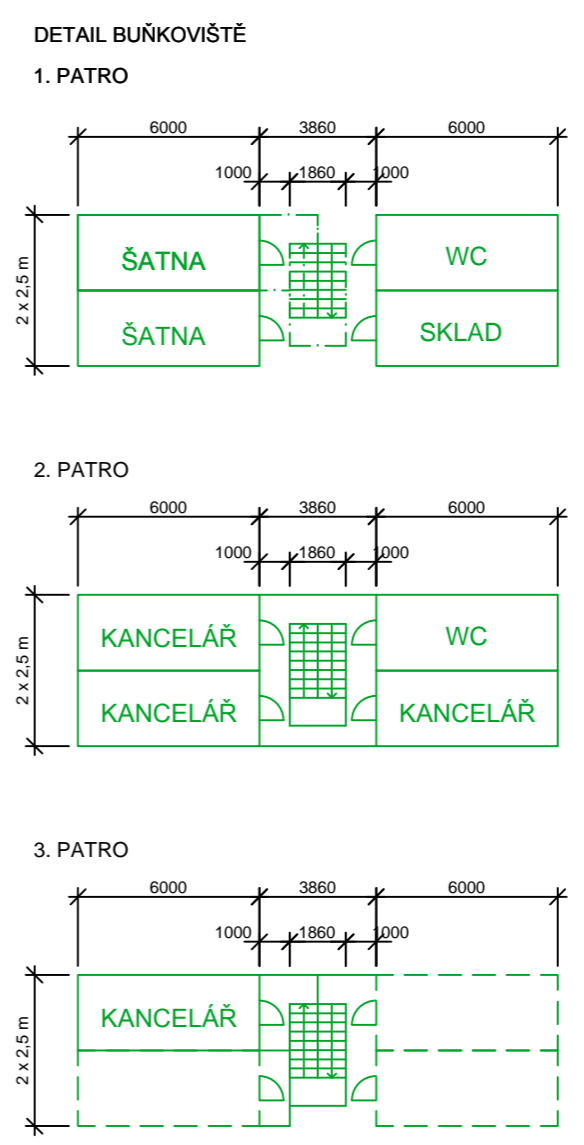 DETAIL BUŇKOVIŠTĚ
1. PATRO
6000 3860 6000
1000 1860 1000
2 x 2,5 m
ŠATNA WC
ŠATNA SKLAD
2. PATRO
6000 3860 6000
1000 1860 1000
2 x 2,5 m
KANCELÁŘ WC
KANCELÁŘ KANCELÁŘ
3. PATRO
6000 3860 6000
1000 1860 1000
2 x 2,5 m
KANCELÁŘ